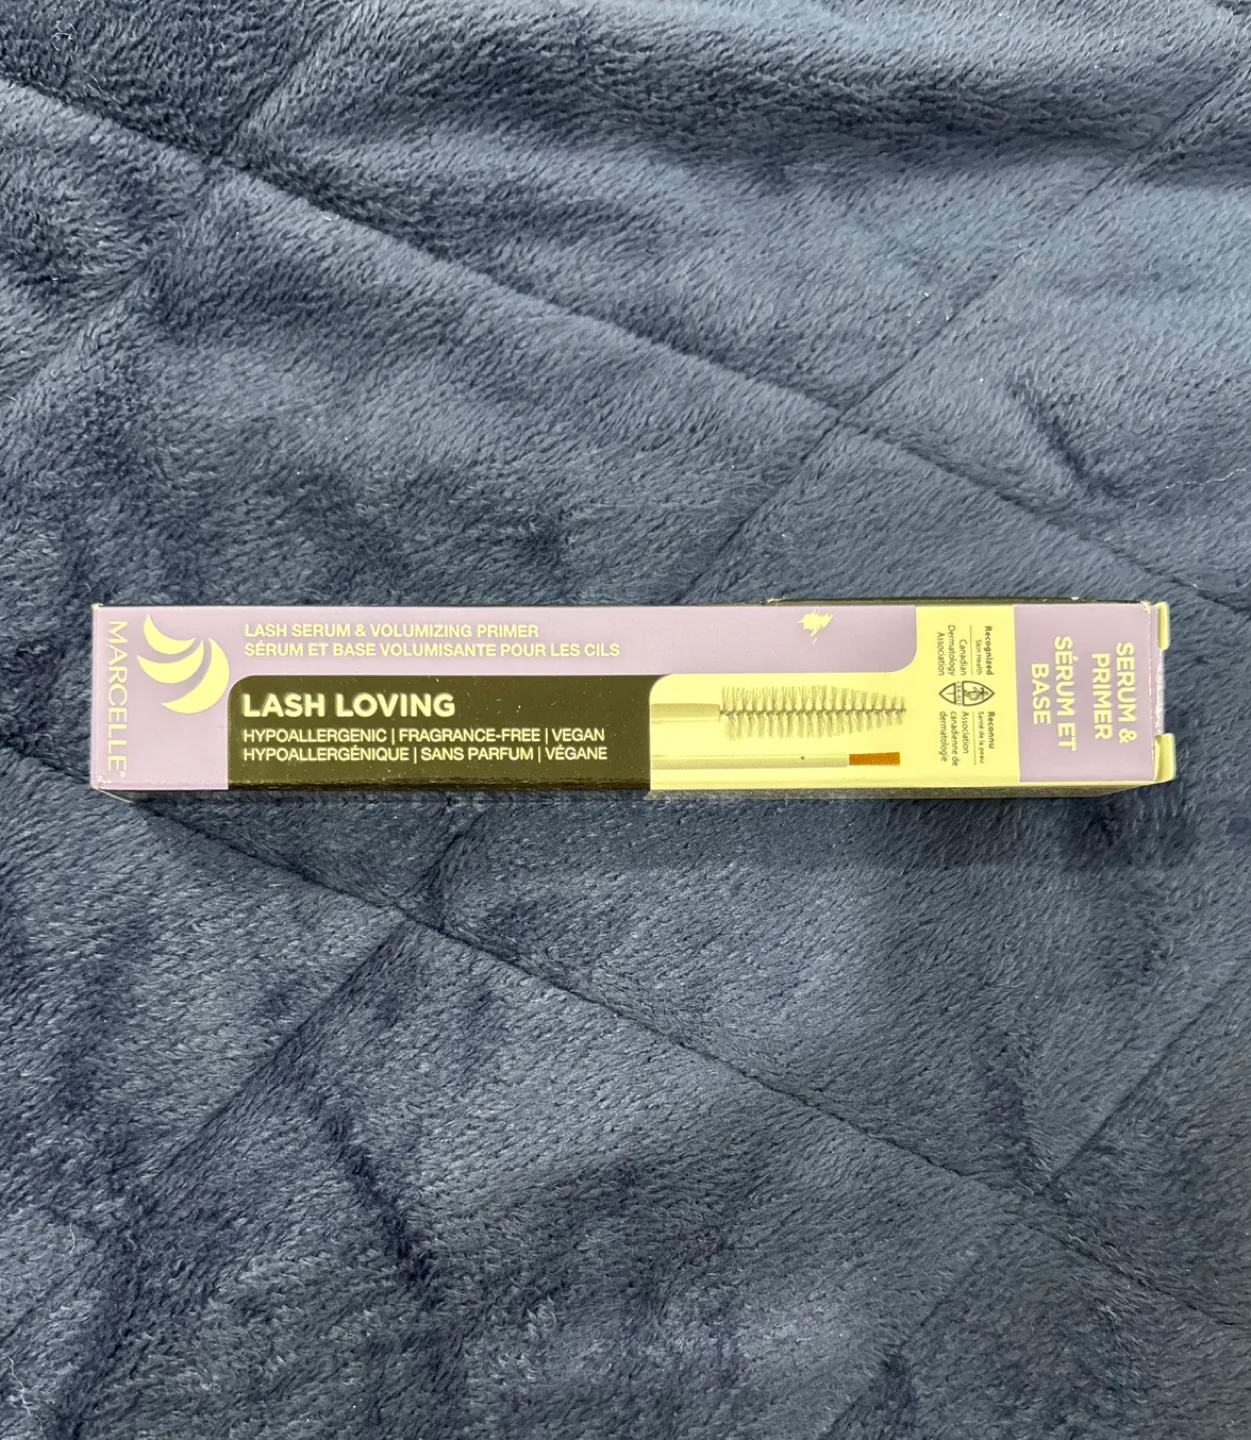 MARCELLE
LASH SERUM & VOLUMIZING PRIMER
SÉRUM ET BASE VOLUMISANTE POUR LES CILS
LASH LOVING
HYPOALLERGENIC | FRAGRANCE-FREE | VEGAN
HYPOALLERGÉNIQUE | SANS PARFUM | VÉGANE
Recognized
Skin Health
Canadian
Dermatology
Association
Reconnu
Santé de la peau
Association
canadienne de
dermatologie
SERUM &
PRIMER
SÉRUM ET
BASE